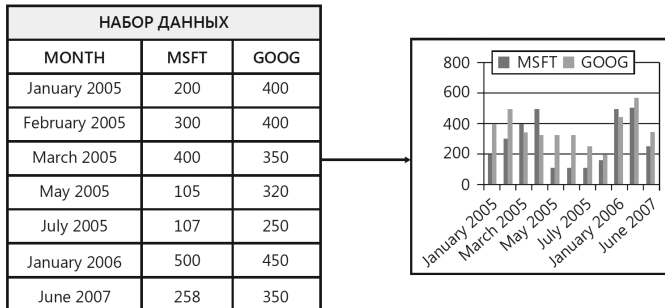 НАБОР ДАННЫХ
MONTH MSFT GOOG
January 2005 200 400
February 2005 300 400
March 2005 400 350
May 2005 105 320
July 2005 107 250
January 2006 500 450
June 2007 258 350
MSFT GOOG
800
600
400
200
0
January 2005
March 2005
May 2005
July 2005
January 2006
June 2007